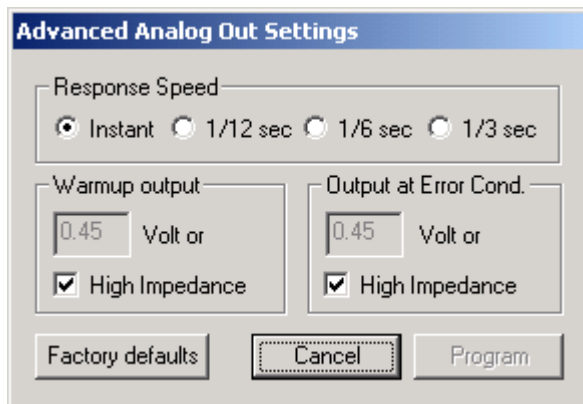 Advanced Analog Out Settings
Response Speed
Instant 1/12 sec 1/6 sec 1/3 sec
Warmup output
0.45 Volt or
High Impedance
Output at Error Cond.
0.45 Volt or
High Impedance
Factory defaults Cancel Program